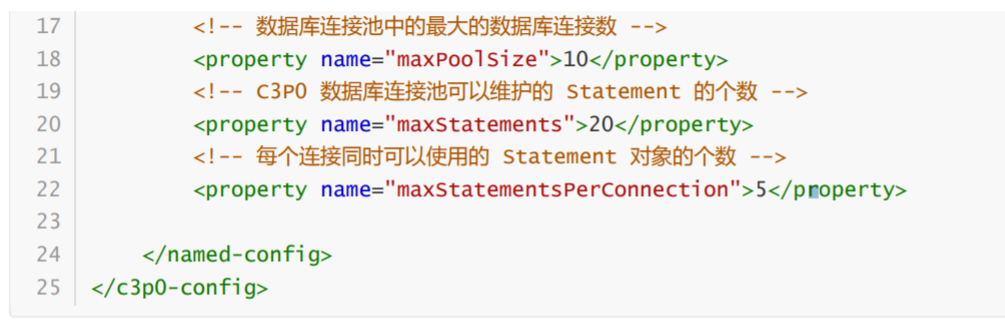 17 <!-- 数据库连接池中的最大的数据库连接数 -->
18 <property name="maxPoolSize">10</property>
19 <!-- C3P0 数据库连接池可以维护的 Statement 的个数 -->
20 <property name="maxStatements">20</property>
21 <!-- 每个连接同时可以使用的 Statement 对象的个数 -->
22 <property name="maxStatementsPerConnection">5</property>
23
24 </named-config>
25 </c3p0-config>